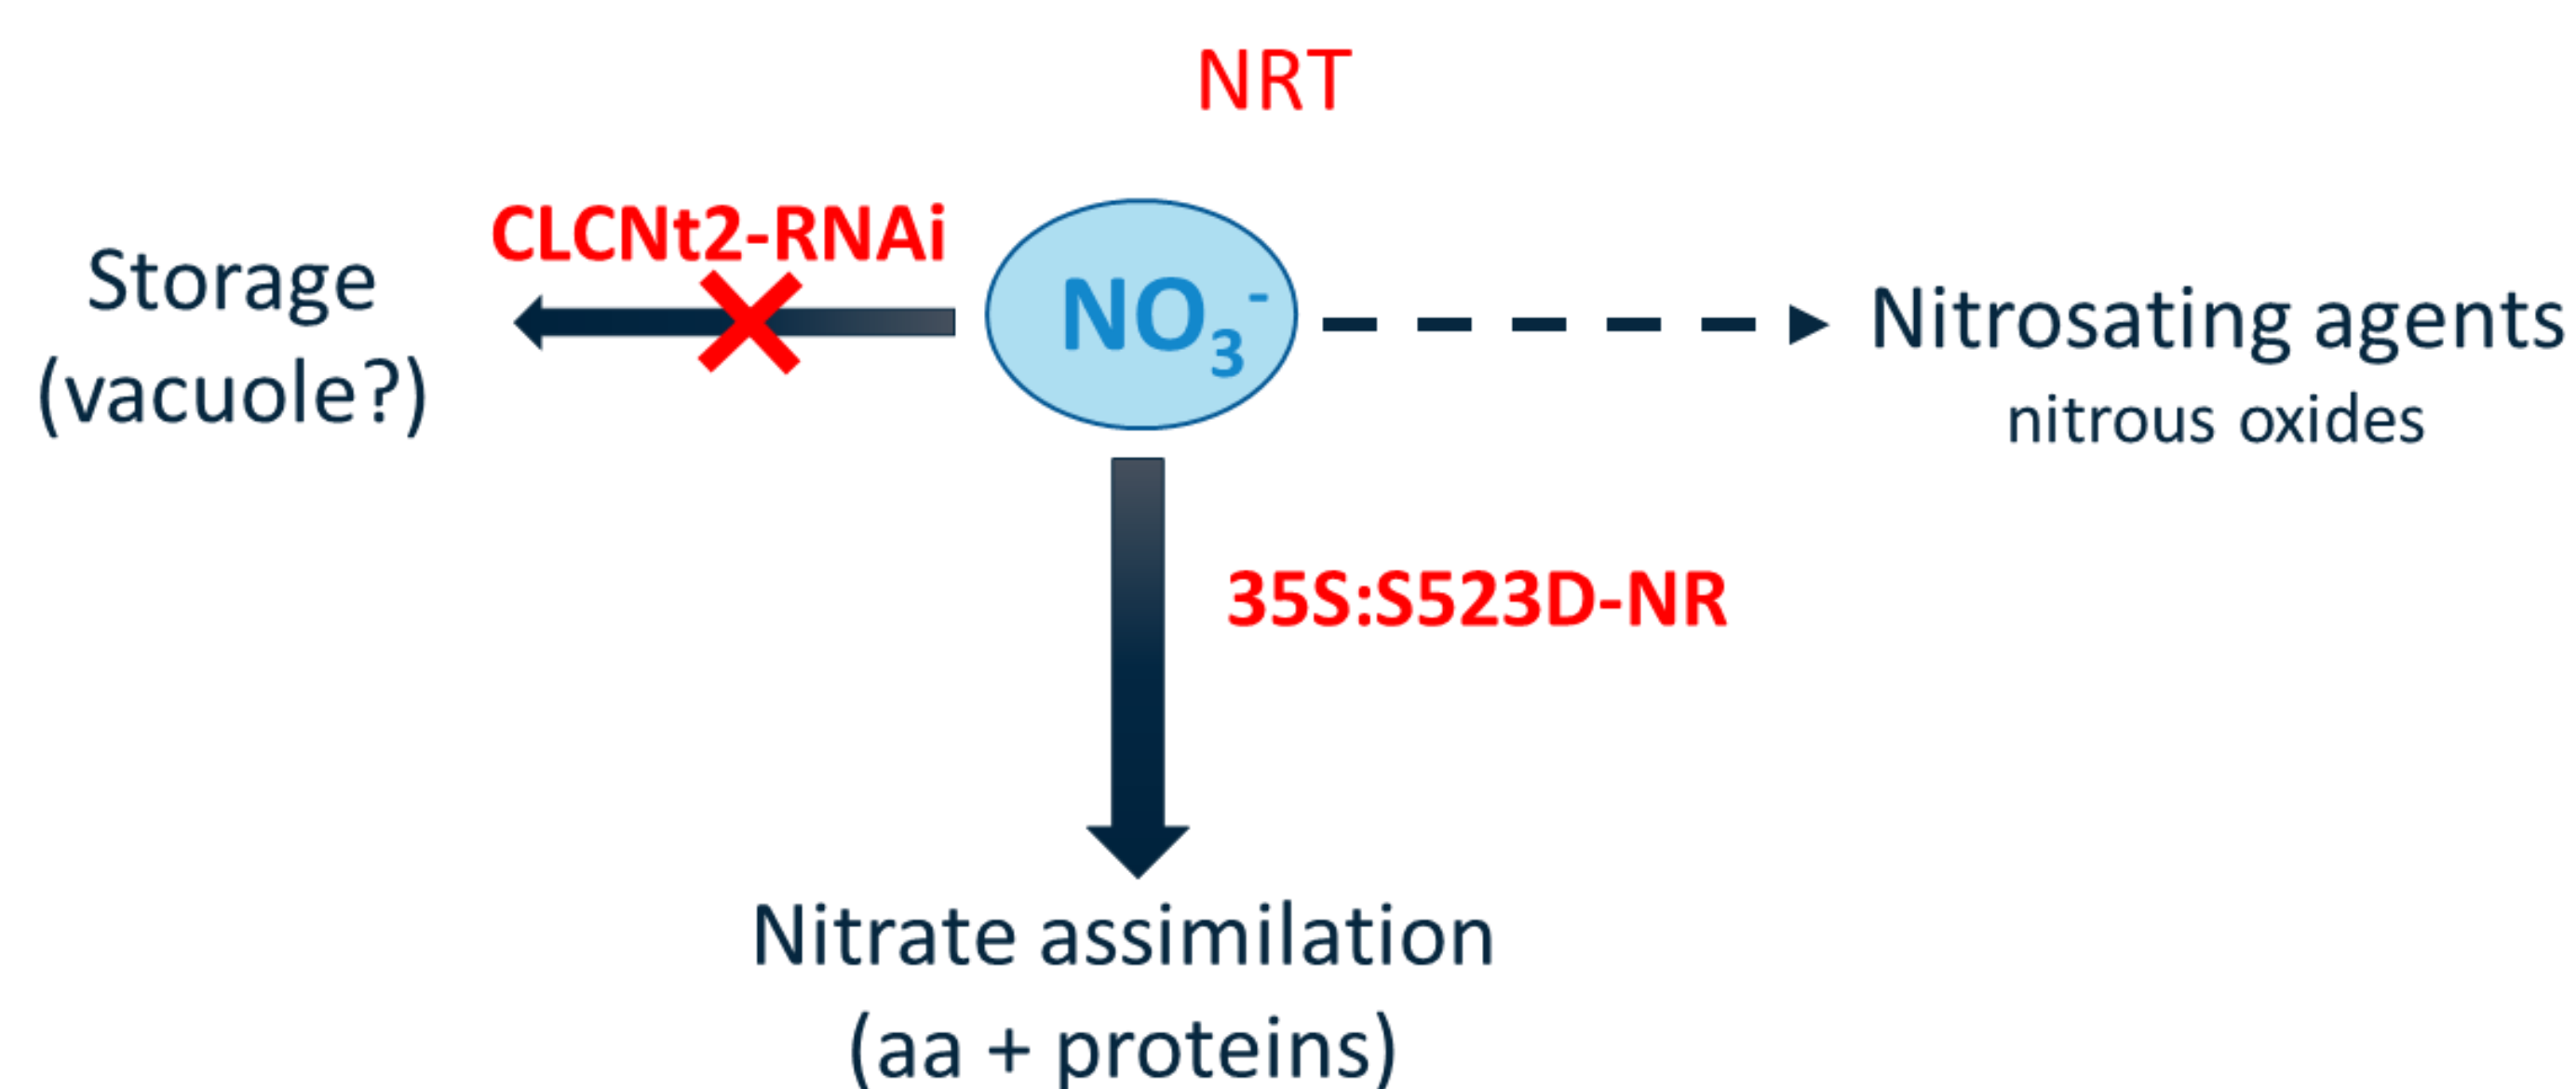 NRT
CLCNt2-RNAi
Storage
(vacuole?)
NO₃⁻
Nitrosating agents
nitrous oxides
35S:S523D-NR
Nitrate assimilation
(aa + proteins)